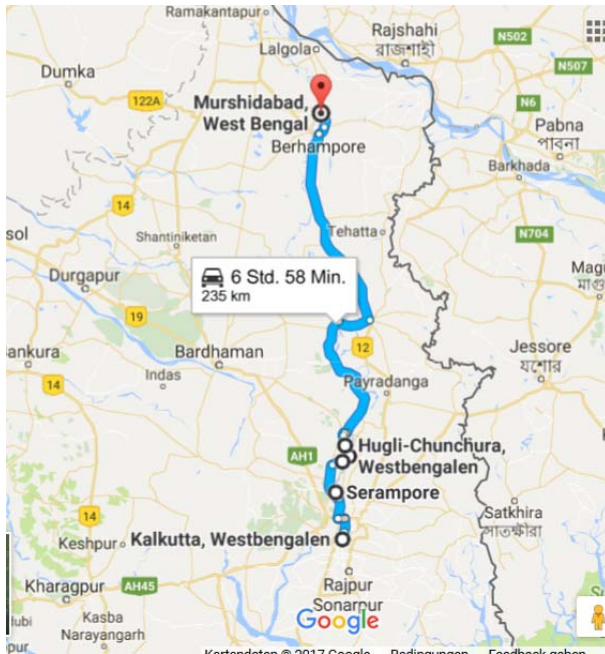 Ramakantapur
Rajshahi
রাজশাহী
N502
Lalgola
N507
Dumka
122A
Murshidabad,
West Bengal
N6
Pabna
পাবনা
Berhampore
Barkhada
14
Tehatta
Shantiniketan
N704
sol
6 Std. 58 Min.
235 km
Durgapur
19
12
Bardhaman
Jessore
যশোর
ankura
Indas
14
Payradanga
AH1
Hugli-Chunchura,
Westbengalen
Serampore
Satkhira
সাতক্ষীরা
14
Keshpur
Kalkutta, Westbengalen
Kharagpur
AH45
Rajpur
Sonarpur
Google
Kasba
Narayangarh
Kartendaten © 2017 Google
Bedingungen
Feedback geben